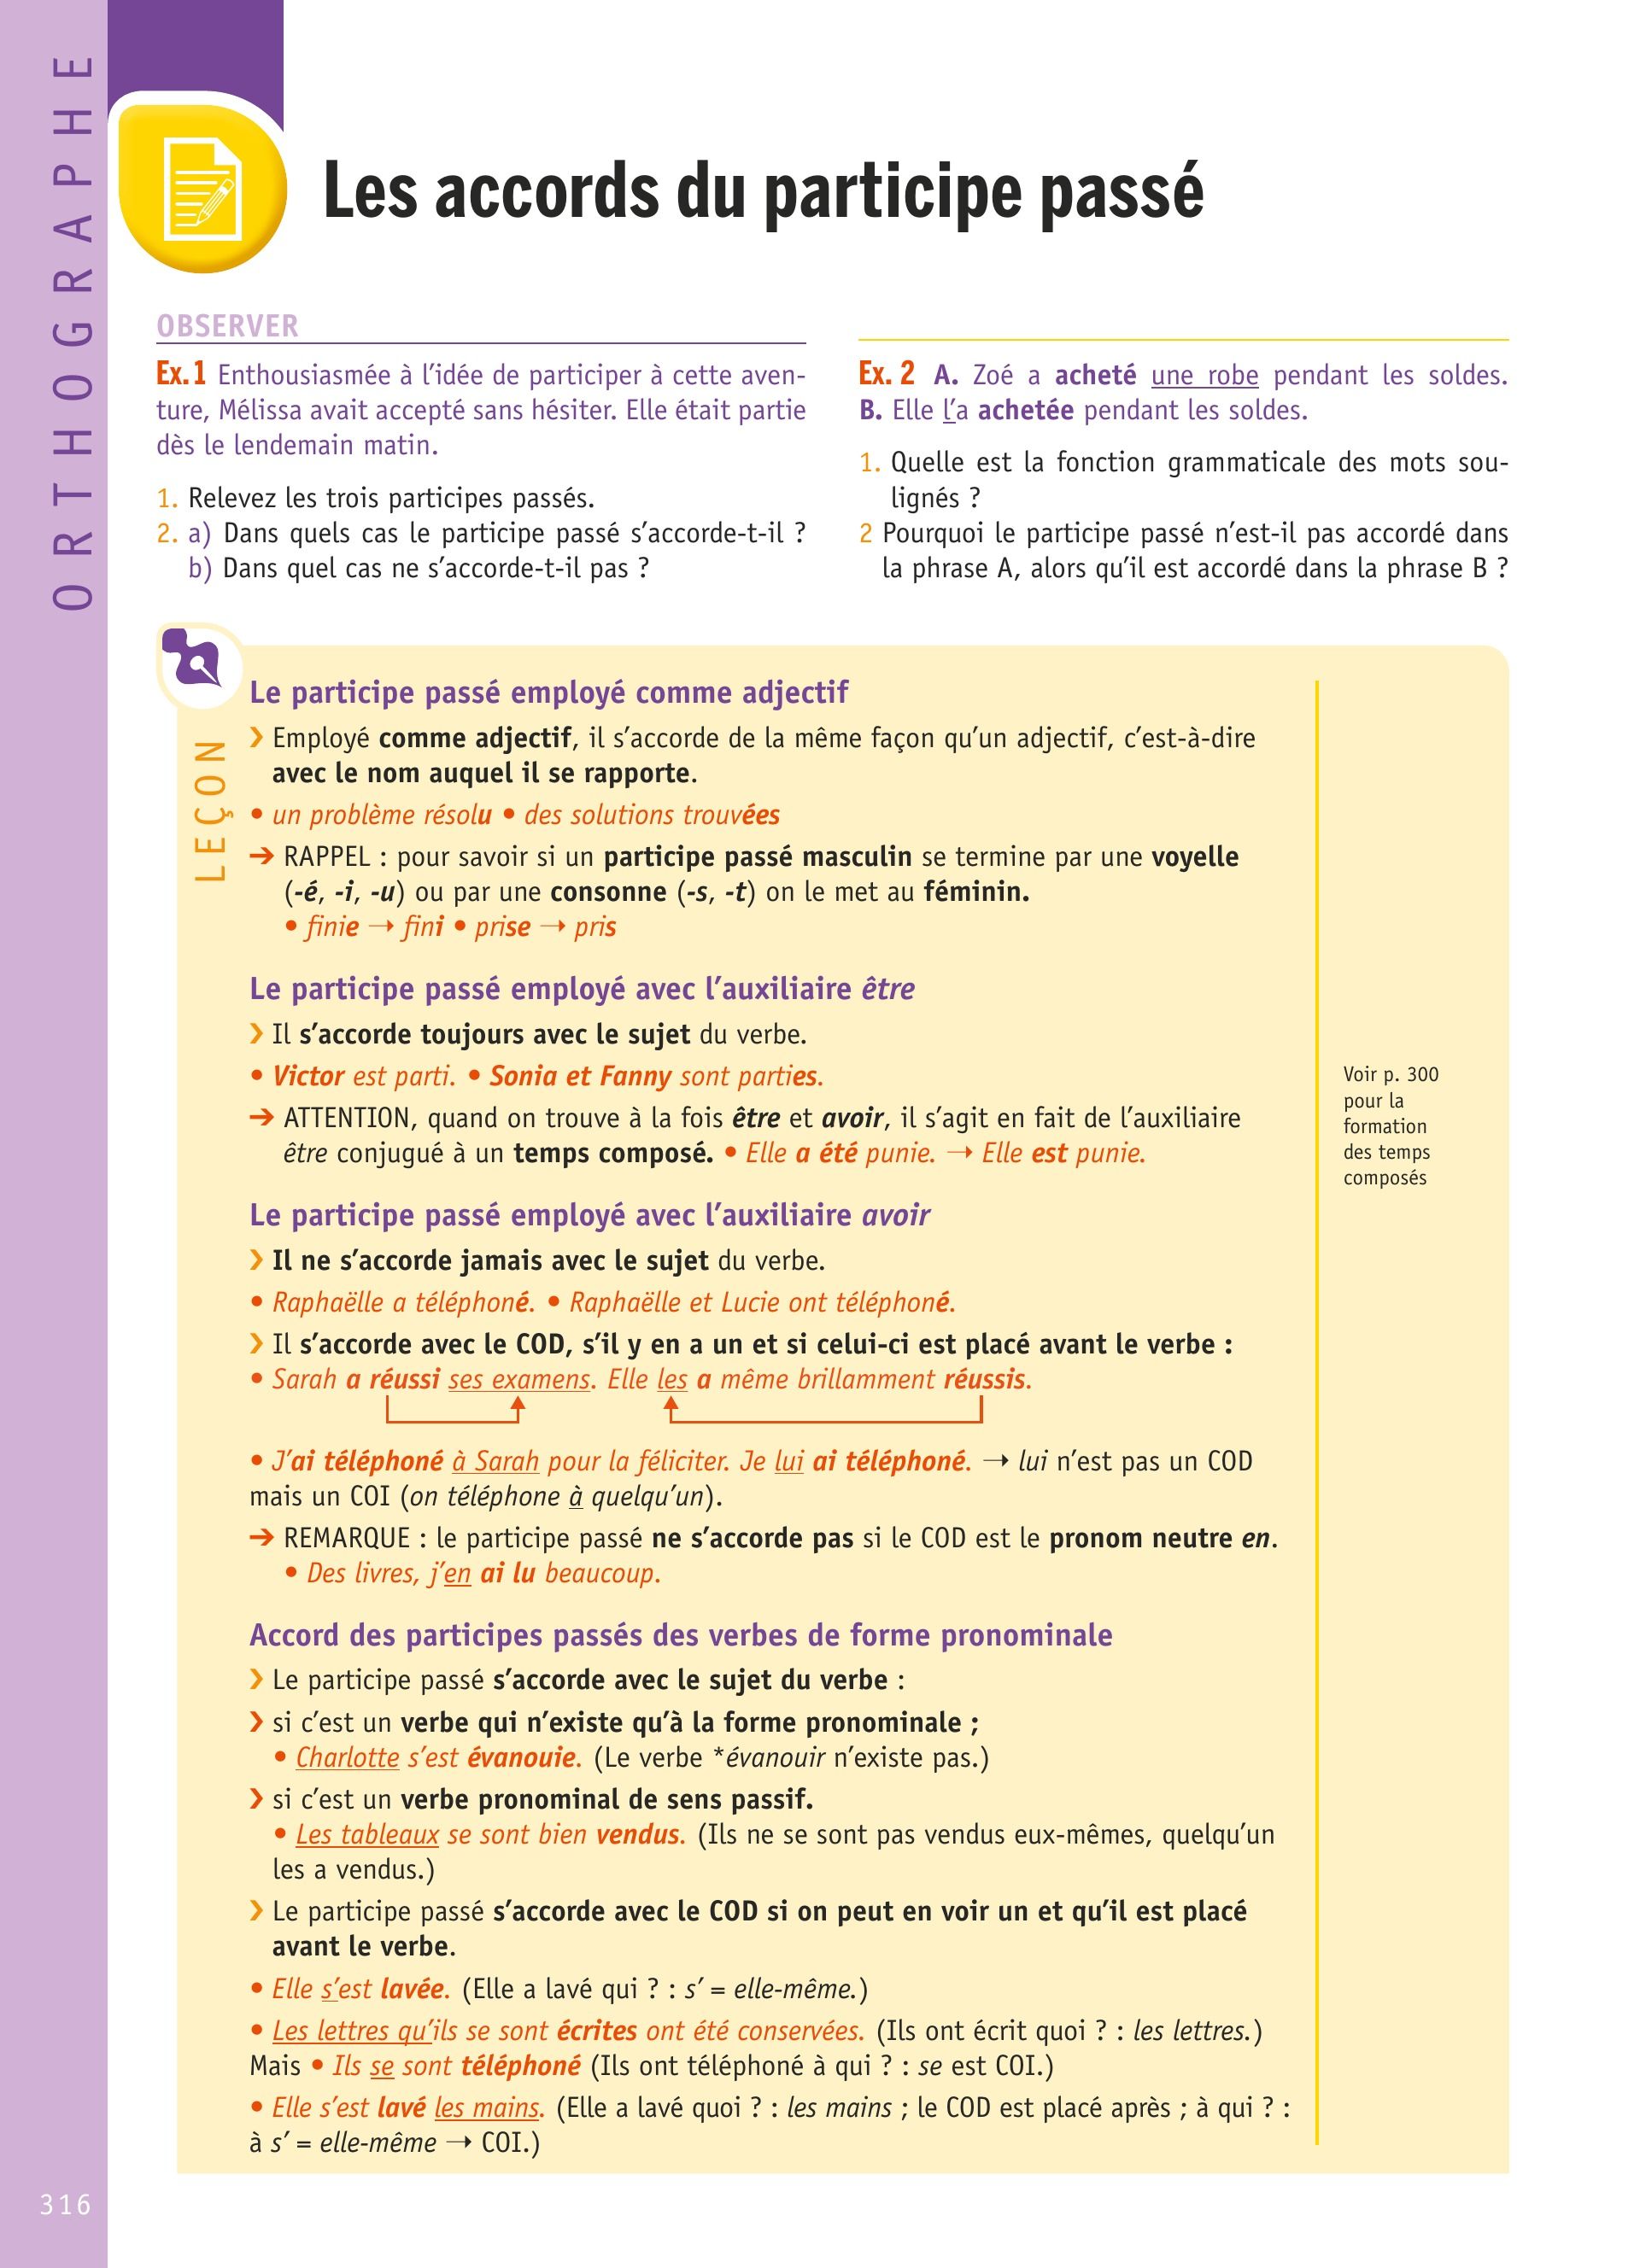 ORTHOGRAPHE
Les accords du participe passé
OBSERVER
Ex.1 Enthousiasmée à l’idée de participer à cette aven-
ture, Mélissa avait accepté sans hésiter. Elle était partie
dès le lendemain matin.
1. Relevez les trois participes passés.
2. a) Dans quels cas le participe passé s’accorde-t-il ?
b) Dans quel cas ne s’accorde-t-il pas ?
Ex. 2 A. Zoé a acheté une robe pendant les soldes.
B. Elle l’a achetée pendant les soldes.
1. Quelle est la fonction grammaticale des mots sou-
lignés ?
2 Pourquoi le participe passé n’est-il pas accordé dans
la phrase A, alors qu’il est accordé dans la phrase B ?
LEÇON
Le participe passé employé comme adjectif
› Employé comme adjectif, il s’accorde de la même façon qu’un adjectif, c’est-à-dire
avec le nom auquel il se rapporte.
• un problème résolu • des solutions trouvées
➔ RAPPEL : pour savoir si un participe passé masculin se termine par une voyelle
(-é, -i, -u) ou par une consonne (-s, -t) on le met au féminin.
• finie → fini • prise → pris
Le participe passé employé avec l’auxiliaire être
› Il s’accorde toujours avec le sujet du verbe.
• Victor est parti. • Sonia et Fanny sont parties.
➔ ATTENTION, quand on trouve à la fois être et avoir, il s’agit en fait de l’auxiliaire
être conjugué à un temps composé. • Elle a été punie. → Elle est punie.
Voir p. 300
pour la
formation
des temps
composés
Le participe passé employé avec l’auxiliaire avoir
› Il ne s’accorde jamais avec le sujet du verbe.
• Raphaëlle a téléphoné. • Raphaëlle et Lucie ont téléphoné.
› Il s’accorde avec le COD, s’il y en a un et si celui-ci est placé avant le verbe :
• Sarah a réussi ses examens. Elle les a même brillamment réussis.
• J’ai téléphoné à Sarah pour la féliciter. Je lui ai téléphoné. → lui n’est pas un COD
mais un COI (on téléphone à quelqu’un).
➔ REMARQUE : le participe passé ne s’accorde pas si le COD est le pronom neutre en.
• Des livres, j’en ai lu beaucoup.
Accord des participes passés des verbes de forme pronominale
› Le participe passé s’accorde avec le sujet du verbe :
› si c’est un verbe qui n’existe qu’à la forme pronominale ;
• Charlotte s’est évanouie. (Le verbe *évanouir n’existe pas.)
› si c’est un verbe pronominal de sens passif.
• Les tableaux se sont bien vendus. (Ils ne se sont pas vendus eux-mêmes, quelqu’un
les a vendus.)
› Le participe passé s’accorde avec le COD si on peut en voir un et qu’il est placé
avant le verbe.
• Elle s’est lavée. (Elle a lavé qui ? : s’ = elle-même.)
• Les lettres qu’ils se sont écrites ont été conservées. (Ils ont écrit quoi ? : les lettres.)
Mais • Ils se sont téléphoné (Ils ont téléphoné à qui ? : se est COI.)
• Elle s’est lavé les mains. (Elle a lavé quoi ? : les mains ; le COD est placé après ; à qui ? :
à s’ = elle-même → COI.)
316